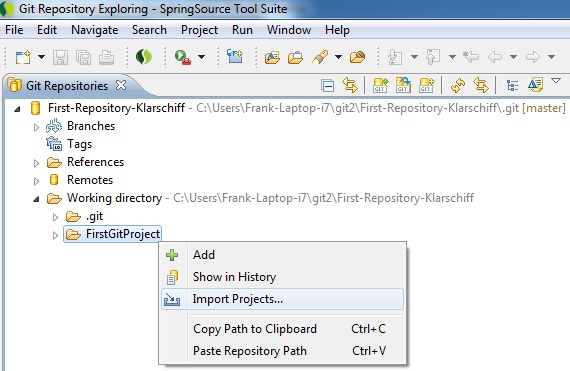 Git Repository Exploring - SpringSource Tool Suite
File Edit Navigate Search Project Run Window Help
Git Repositories
First-Repository-Klarschiff - C:\Users\Frank-Laptop-i7\git2\First-Repository-Klarschiff\.git [master]
Branches
Tags
References
Remotes
Working directory - C:\Users\Frank-Laptop-i7\git2\First-Repository-Klarschiff
.git
FirstGitProject
Add
Show in History
Import Projects...
Copy Path to Clipboard Ctrl+C
Paste Repository Path Ctrl+V